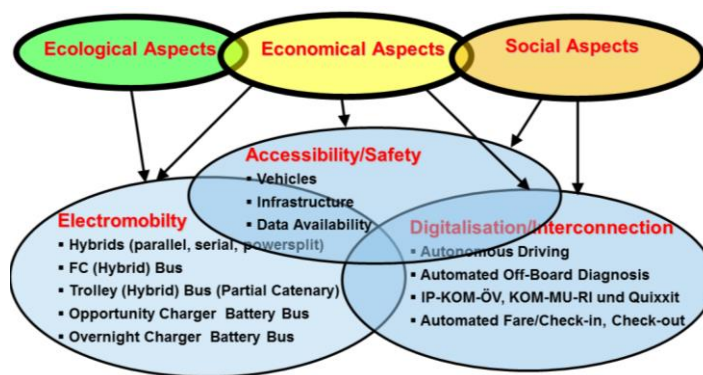 Ecological Aspects
Economical Aspects
Social Aspects
Accessibility/Safety
▪ Vehicles
▪ Infrastructure
▪ Data Availability
Electromobilty
▪ Hybrids (parallel, serial, powersplit)
▪ FC (Hybrid) Bus
▪ Trolley (Hybrid) Bus (Partial Catenary)
▪ Opportunity Charger Battery Bus
▪ Overnight Charger Battery Bus
Digitalisation/Interconnection
▪ Autonomous Driving
▪ Automated Off-Board Diagnosis
▪ IP-KOM-ÖV, KOM-MU-RI und Quixxit
▪ Automated Fare/Check-in, Check-out